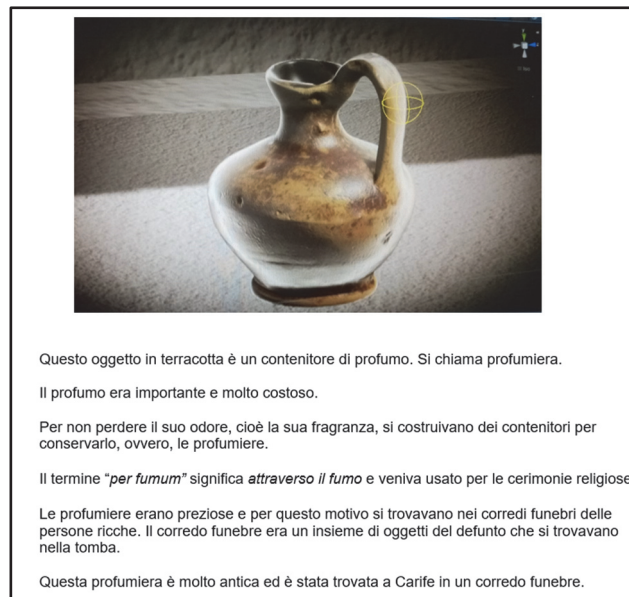 Questo oggetto in terracotta è un contenitore di profumo. Si chiama profumiera.
Il profumo era importante e molto costoso.
Per non perdere il suo odore, cioè la sua fragranza, si costruivano dei contenitori per
conservarlo, ovvero, le profumiere.
Il termine “per fumum” significa attraverso il fumo e veniva usato per le cerimonie religiose
Le profumiere erano preziose e per questo motivo si trovavano nei corredi funebri delle
persone ricche. Il corredo funebre era un insieme di oggetti del defunto che si trovavano
nella tomba.
Questa profumiera è molto antica ed è stata trovata a Carife in un corredo funebre.